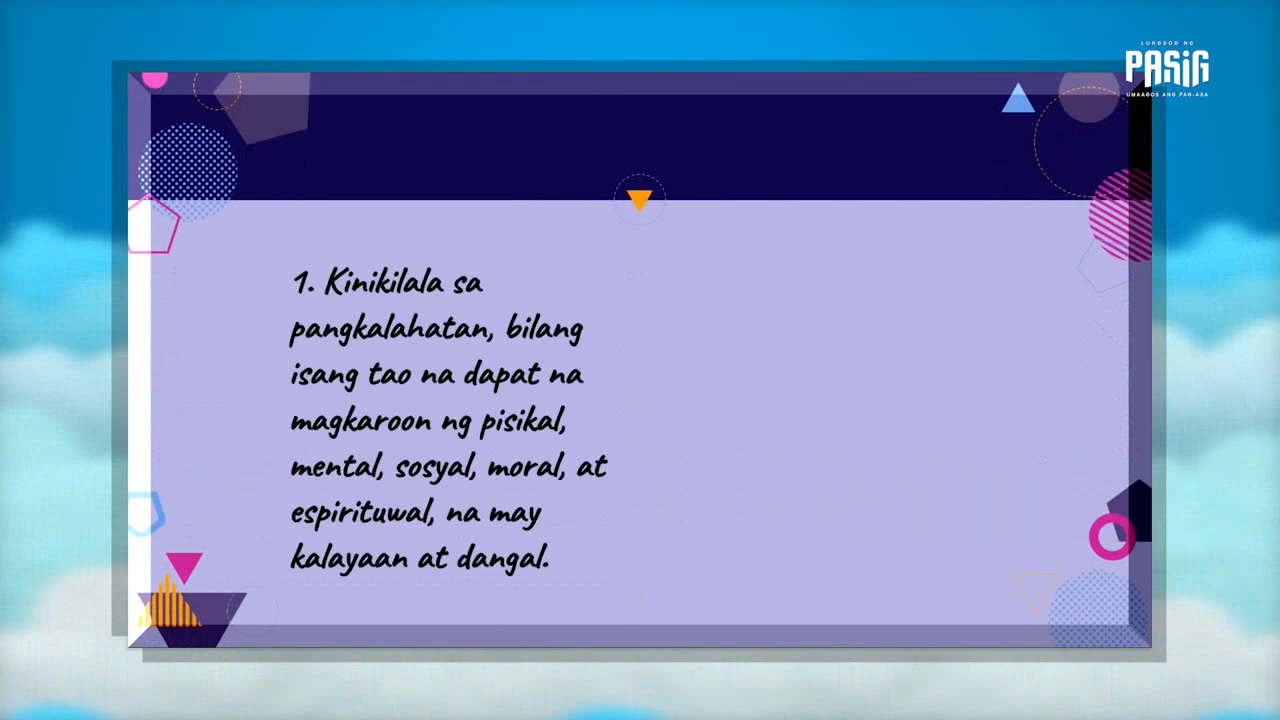 LUNGSOD NG
PASiG
UMAAGOS ANG PAG-ASA
1. Kinikilala sa
pangkalahatan, bilang
isang tao na dapat na
magkaroon ng pisikal,
mental, sosyal, moral, at
espirituwal, na may
kalayaan at dangal.